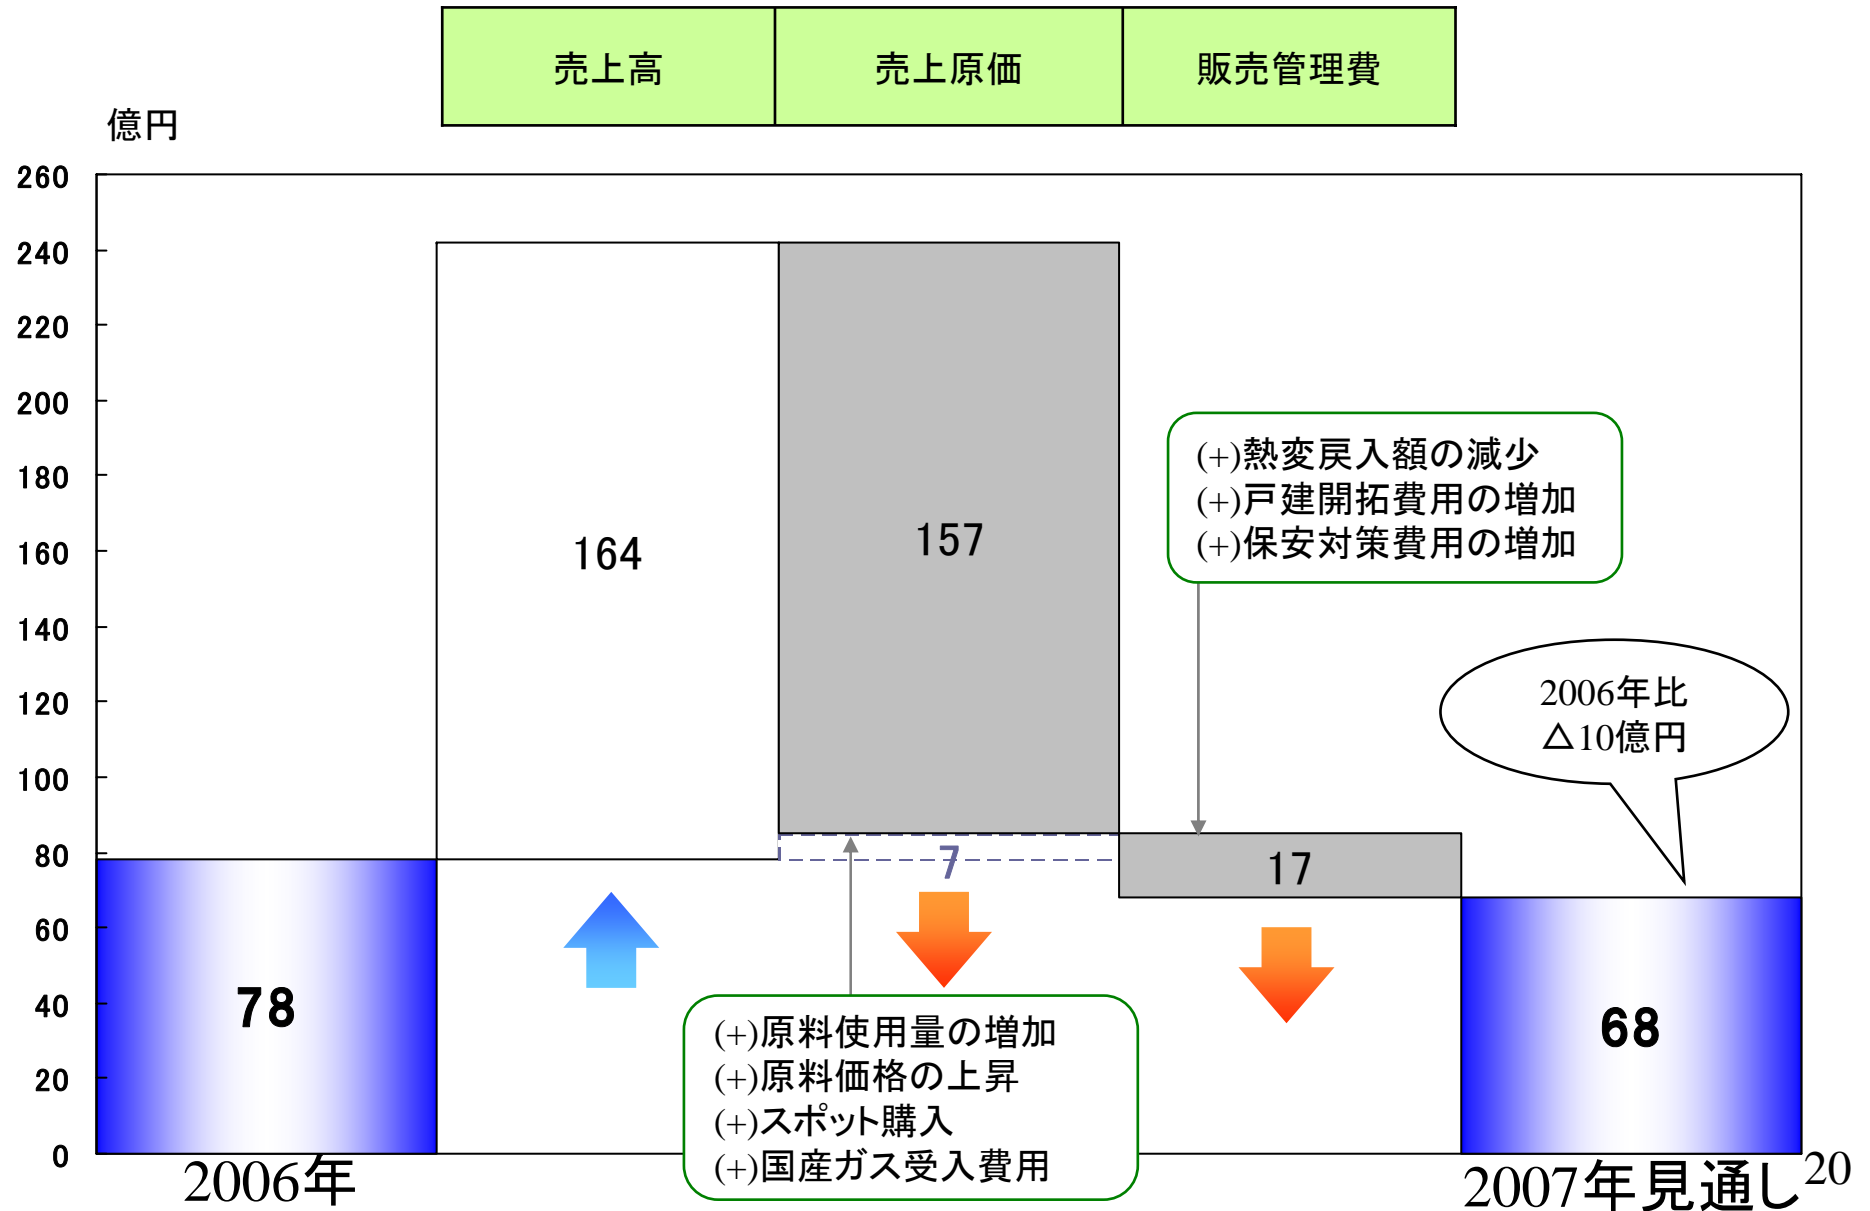 売上高
売上原価
販売管理費
億円
260
240
220
200
180
160
140
120
100
80
60
40
20
0
164
157
(+)熱変戻入額の減少
(+)戸建開拓費用の増加
(+)保安対策費用の増加
2006年比
△10億円
7
17
78
68
(+)原料使用量の増加
(+)原料価格の上昇
(+)スポット購入
(+)国産ガス受入費用
2006年
2007年見通し
20